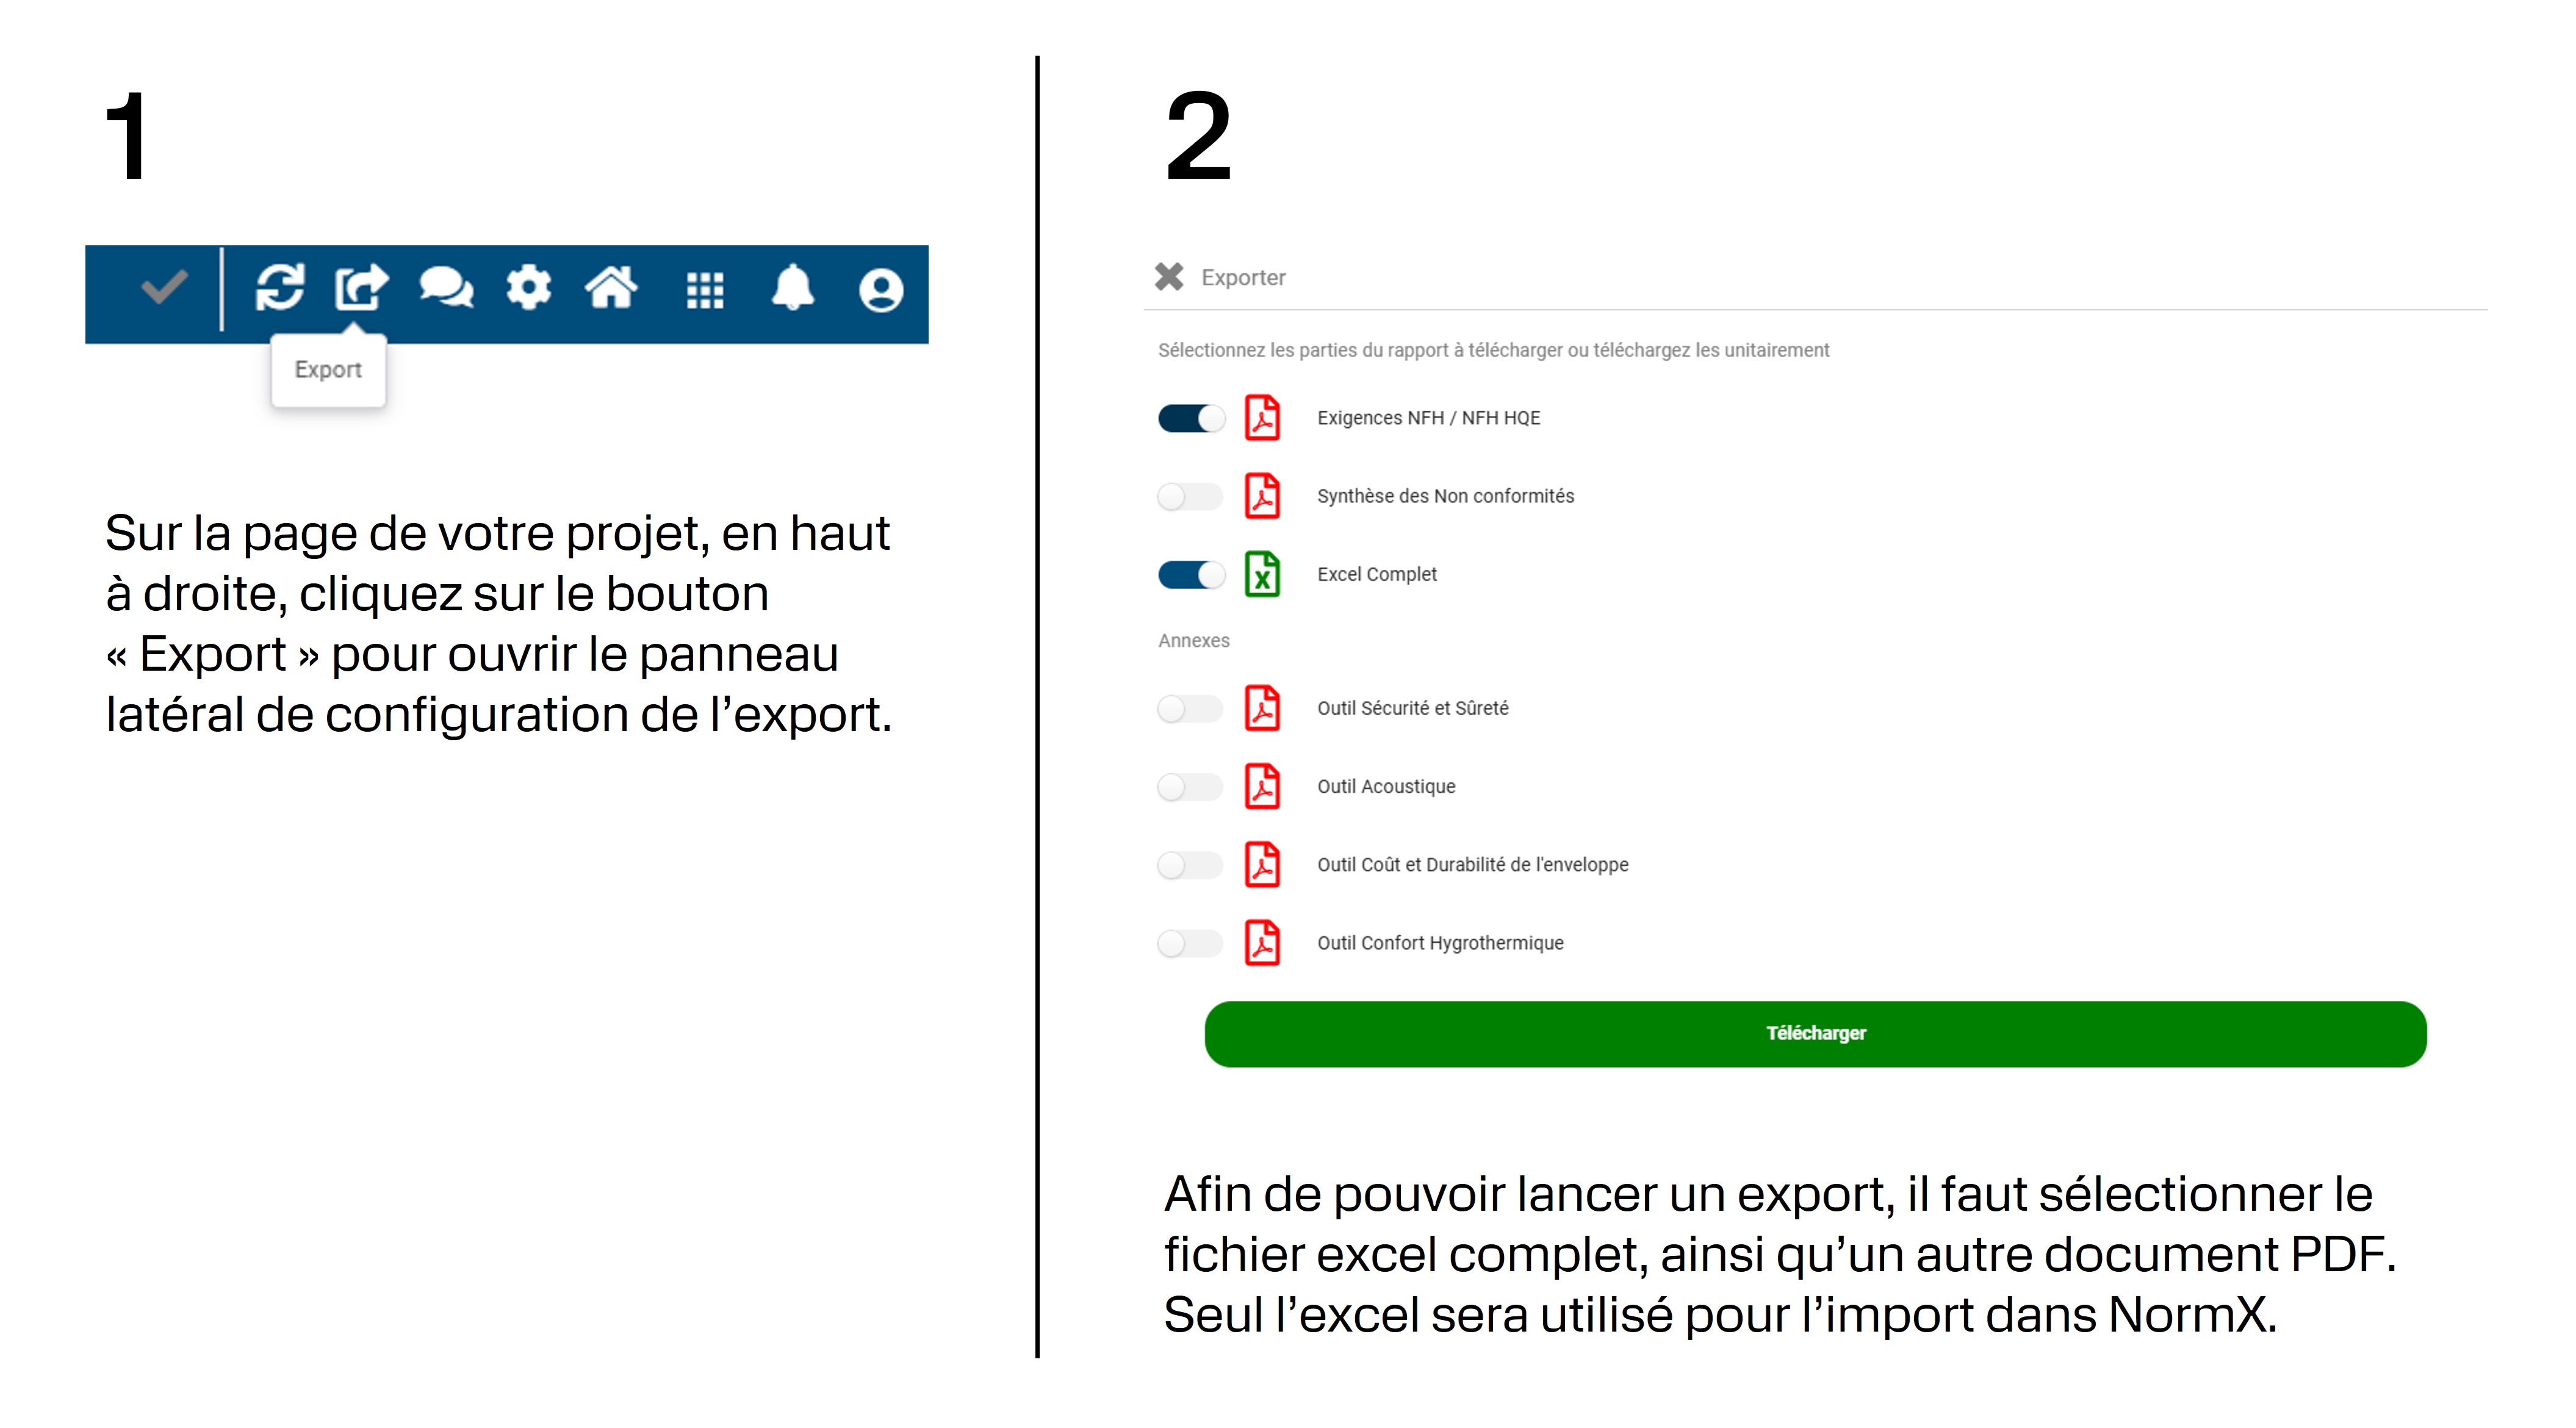 1
Export
Sur la page de votre projet, en haut
à droite, cliquez sur le bouton
« Export » pour ouvrir le panneau
latéral de configuration de l’export.
2
Exporter
Sélectionnez les parties du rapport à télécharger ou téléchargez les unitairement
Exigences NFH / NFH HQE
Synthèse des Non conformités
Excel Complet
Annexes
Outil Sécurité et Sûreté
Outil Acoustique
Outil Coût et Durabilité de l'enveloppe
Outil Confort Hygrothermique
Télécharger
Afin de pouvoir lancer un export, il faut sélectionner le
fichier excel complet, ainsi qu’un autre document PDF.
Seul l’excel sera utilisé pour l’import dans NormX.